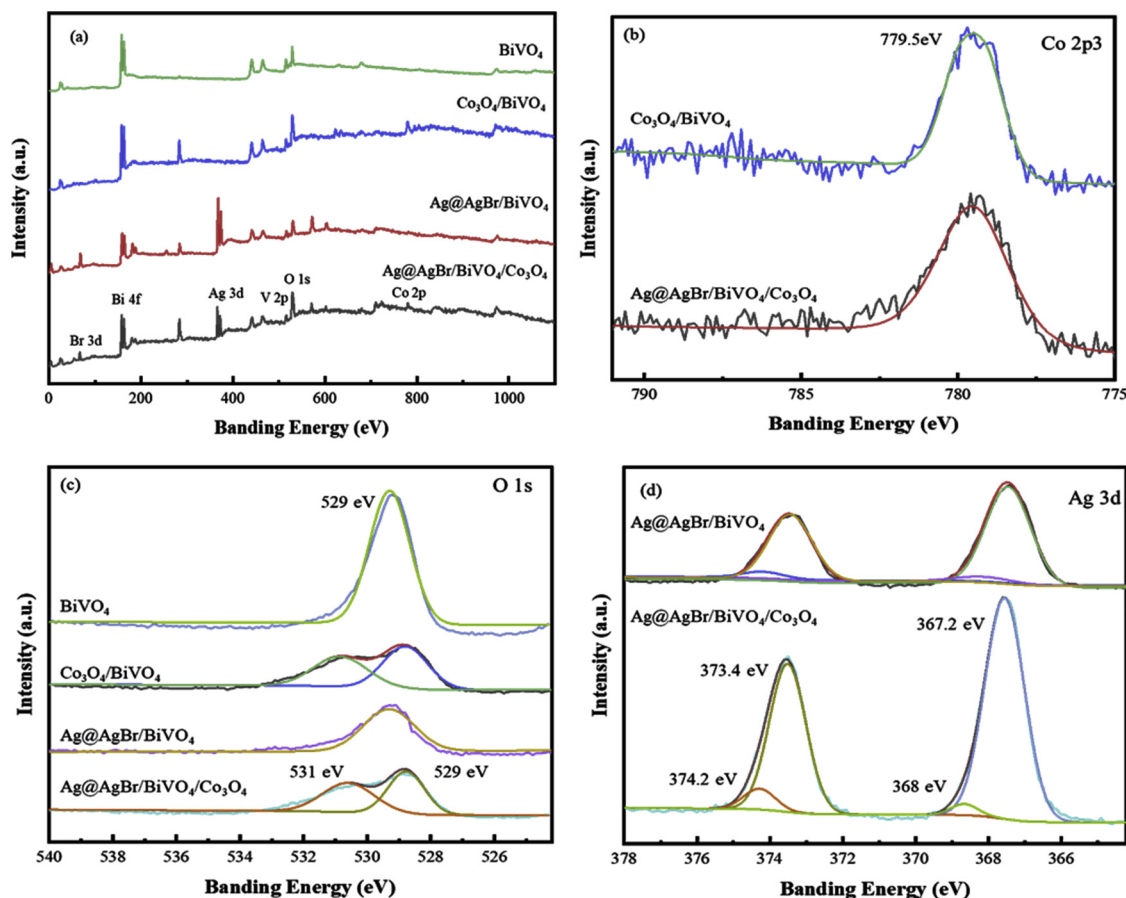 (a)
BiVO₄
Co₃O₄/BiVO₄
Ag@AgBr/BiVO₄
Ag@AgBr/BiVO₄/Co₃O₄
Br 3d
Bi 4f
Ag 3d
V 2p
O 1s
Co 2p
Intensity (a.u.)
0 200 400 600 800 1000
Banding Energy (eV)
(b)
779.5eV
Co 2p3
Co₃O₄/BiVO₄
Ag@AgBr/BiVO₄/Co₃O₄
Intensity (a.u.)
790 785 780 775
Banding Energy (eV)
(c)
O 1s
529 eV
BiVO₄
Co₃O₄/BiVO₄
Ag@AgBr/BiVO₄
Ag@AgBr/BiVO₄/Co₃O₄
531 eV
529 eV
Intensity (a.u.)
540 538 536 534 532 530 528 526
Banding Energy (eV)
(d)
Ag 3d
Ag@AgBr/BiVO₄
Ag@AgBr/BiVO₄/Co₃O₄
367.2 eV
373.4 eV
374.2 eV
368 eV
Intensity (a.u.)
378 376 374 372 370 368 366
Banding Energy (eV)